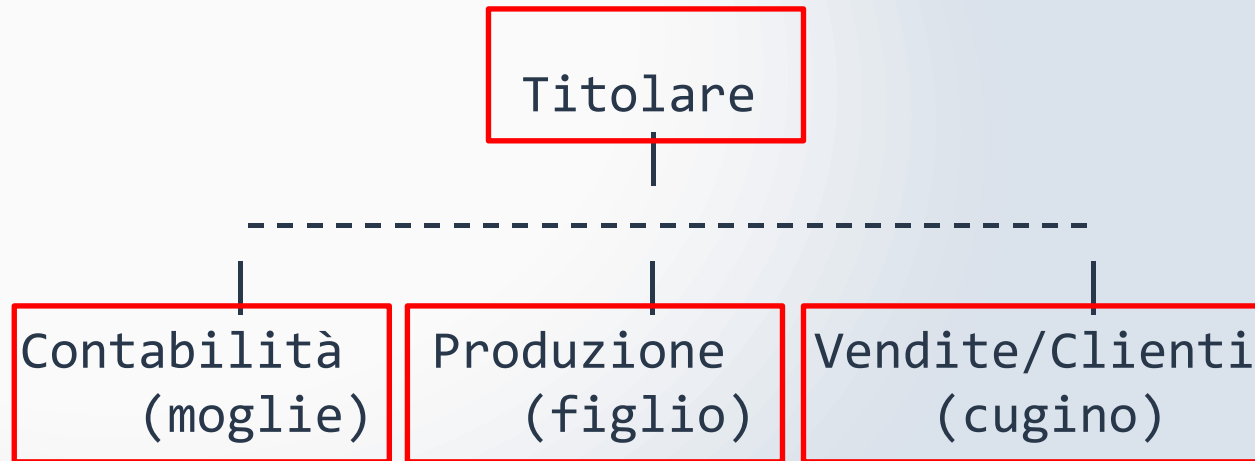 Titolare
Contabilità Produzione Vendite/Clienti
(moglie) (figlio) (cugino)